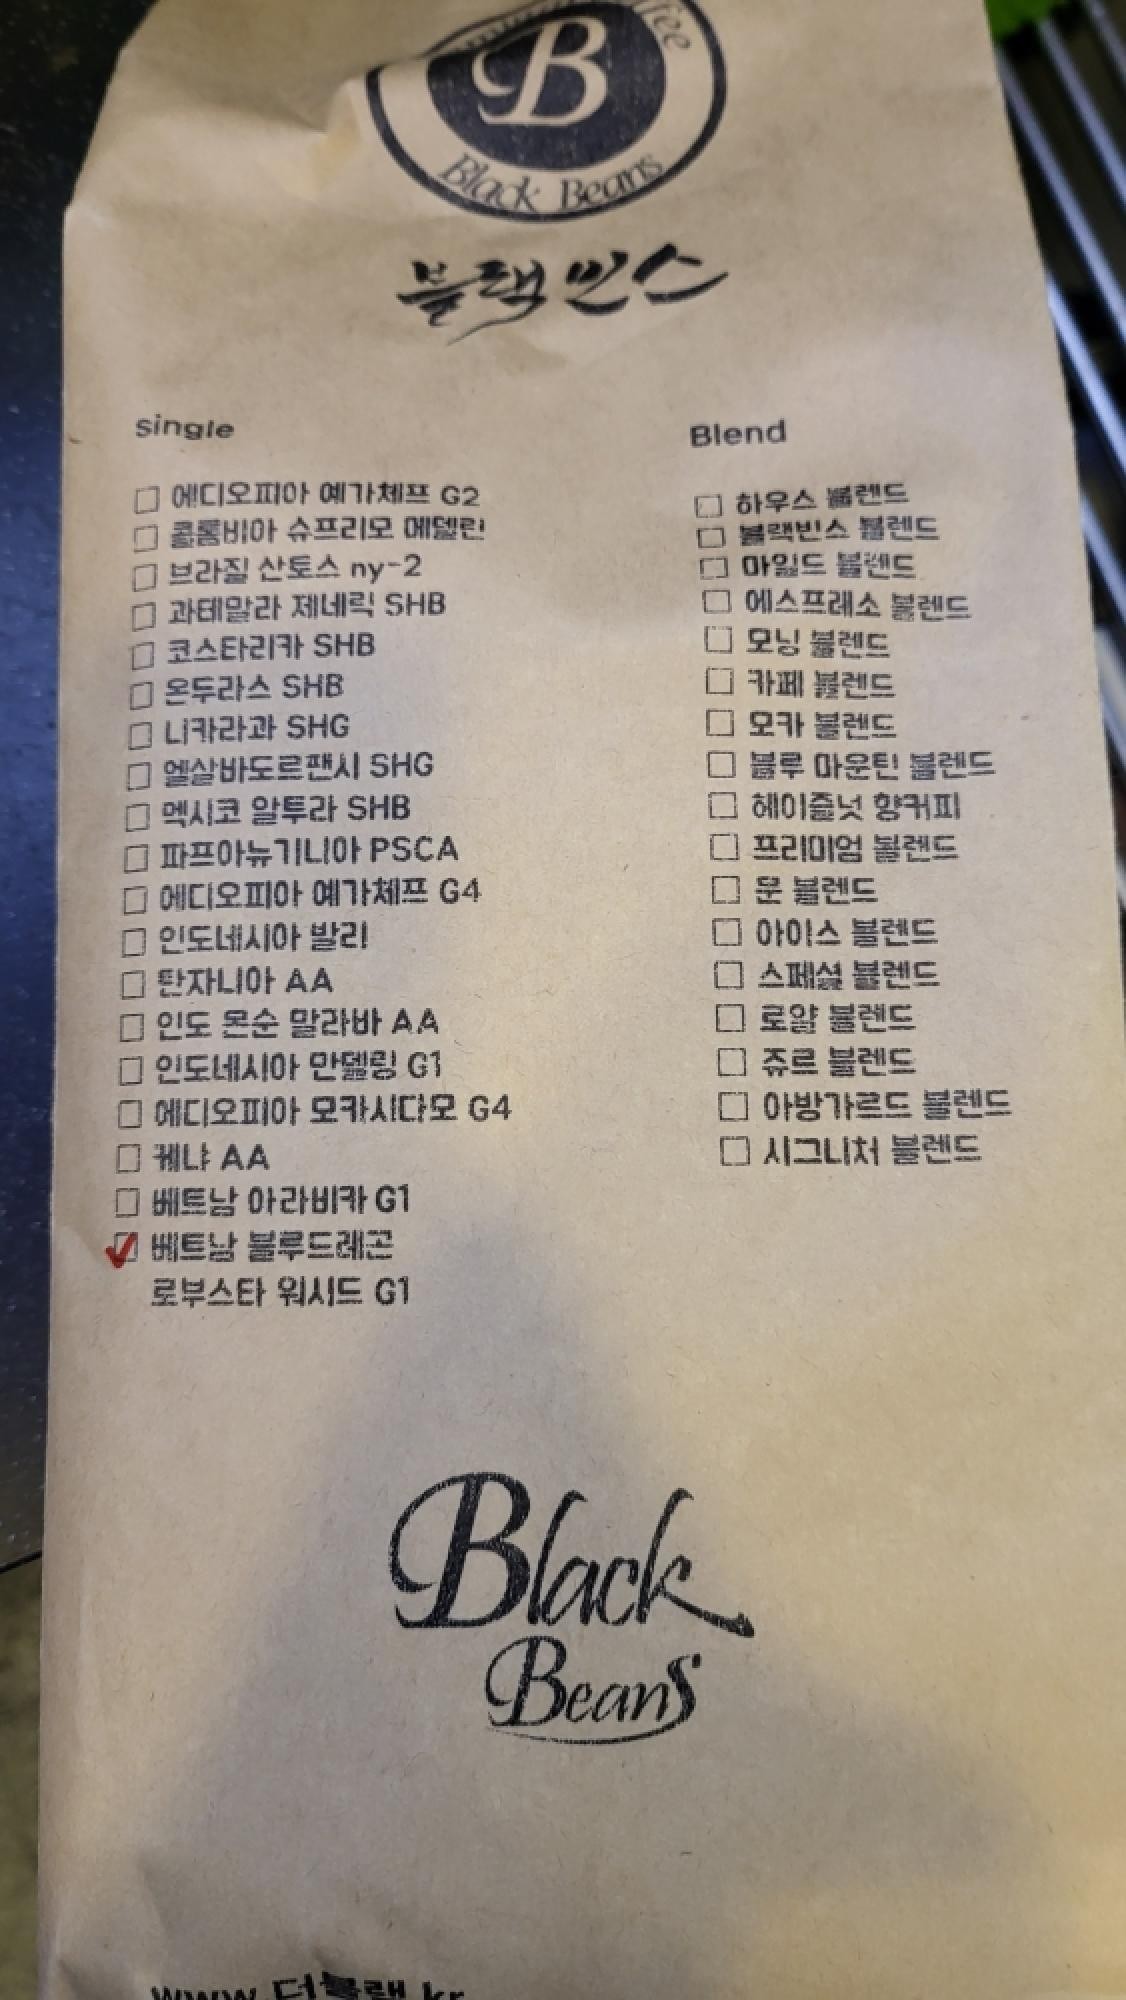 B
Black Beans
블랙빈스
Single
에디오피아 예가체프 G2
콜롬비아 슈프리모 메델린
브라질 산토스 ny-2
과테말라 제네릭 SHB
코스타리카 SHB
온두라스 SHB
니카라과 SHG
엘살바도르팬시 SHG
멕시코 알투라 SHB
파프아뉴기니아 PSCA
에디오피아 예가체프 G4
인도네시아 발리
탄자니아 AA
인도 몬순 말라바 AA
인도네시아 만델링 G1
에디오피아 모카시다모 G4
케냐 AA
베트남 아라비카 G1
베트남 블루드래곤
로부스타 워시드 G1
Blend
하우스 블렌드
블랙빈스 블렌드
마일드 블렌드
에스프레소 블렌드
모닝 블렌드
카페 블렌드
모카 블렌드
블루 마운틴 블렌드
헤이즐넛 향커피
프리미엄 블렌드
문 블렌드
아이스 블렌드
스페셜 블렌드
로얄 블렌드
쥬르 블렌드
아방가르드 블렌드
시그니처 블렌드
Black
Beans
www.더블랙.kr